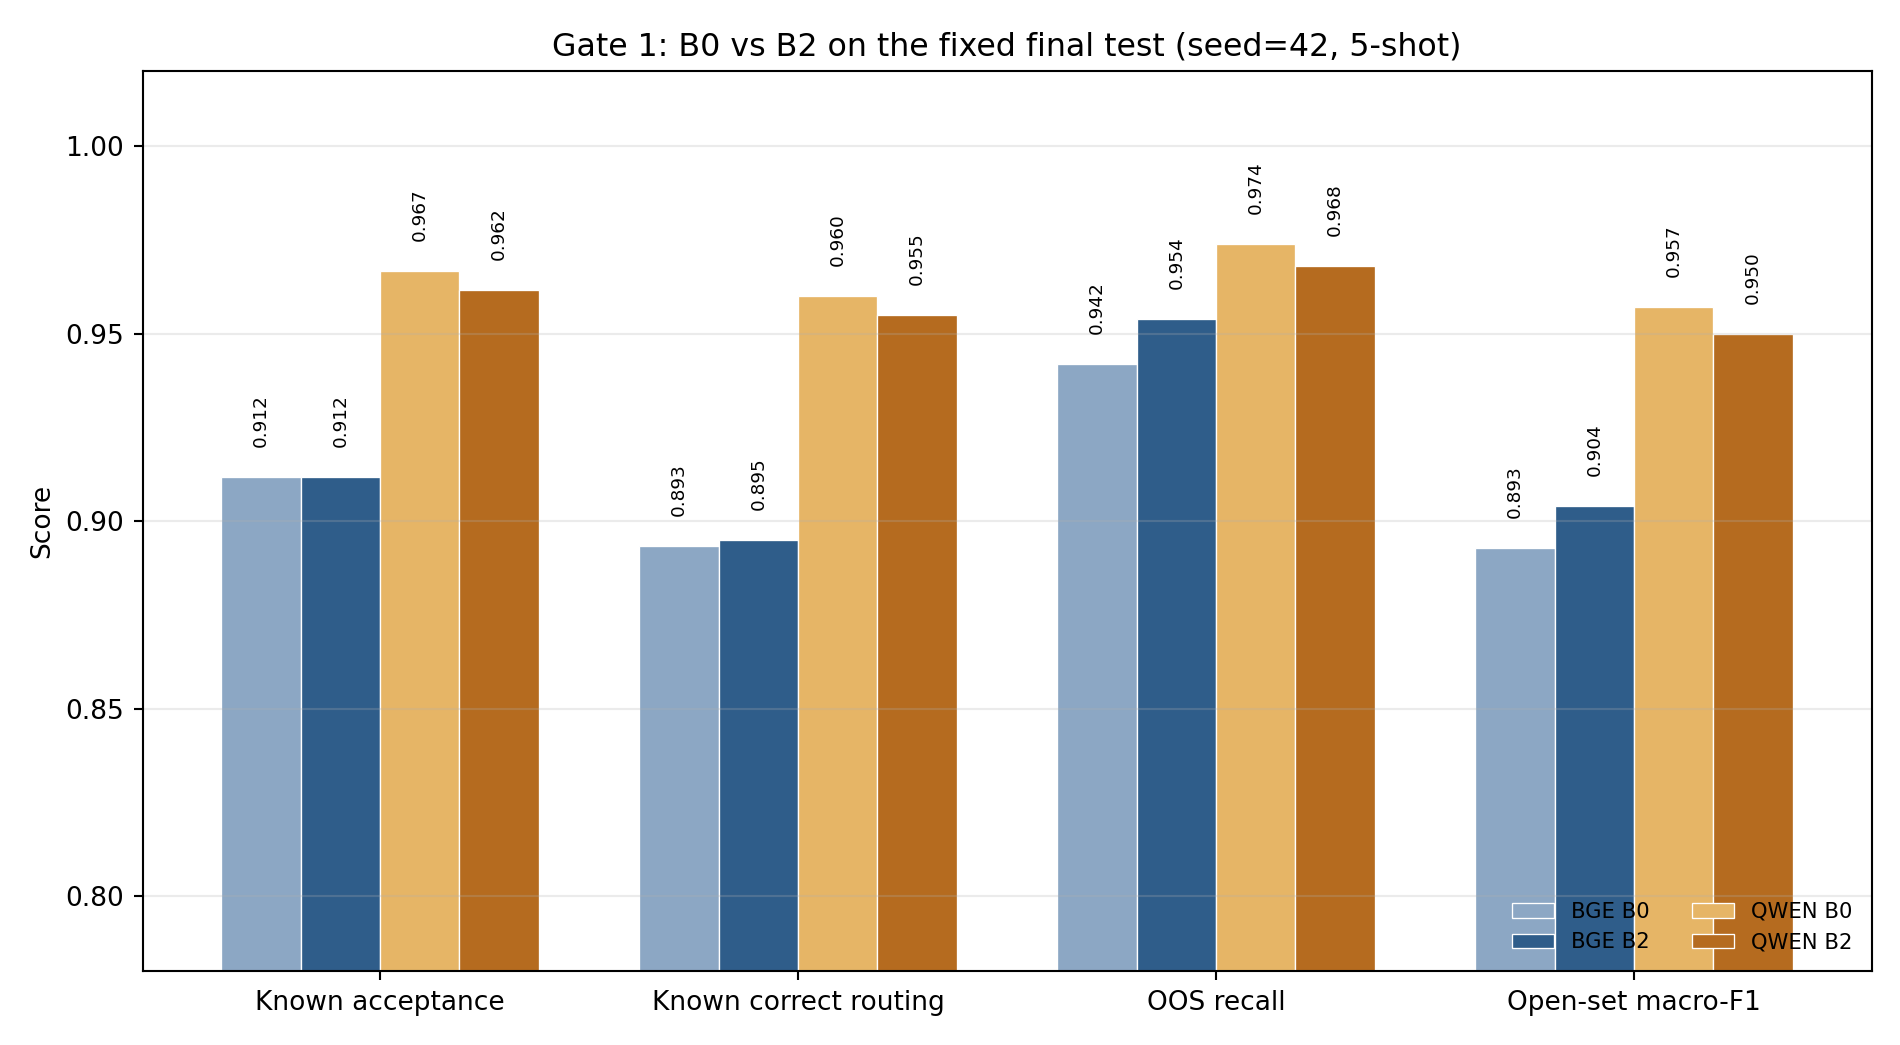 Gate 1: B0 vs B2 on the fixed final test (seed=42, 5-shot)
Score
1.00
0.95
0.90
0.85
0.80
0.912
0.912
0.967
0.962
0.893
0.895
0.960
0.955
0.942
0.954
0.974
0.968
0.893
0.904
0.957
0.950
BGE B0
BGE B2
QWEN B0
QWEN B2
Known acceptance
Known correct routing
OOS recall
Open-set macro-F1